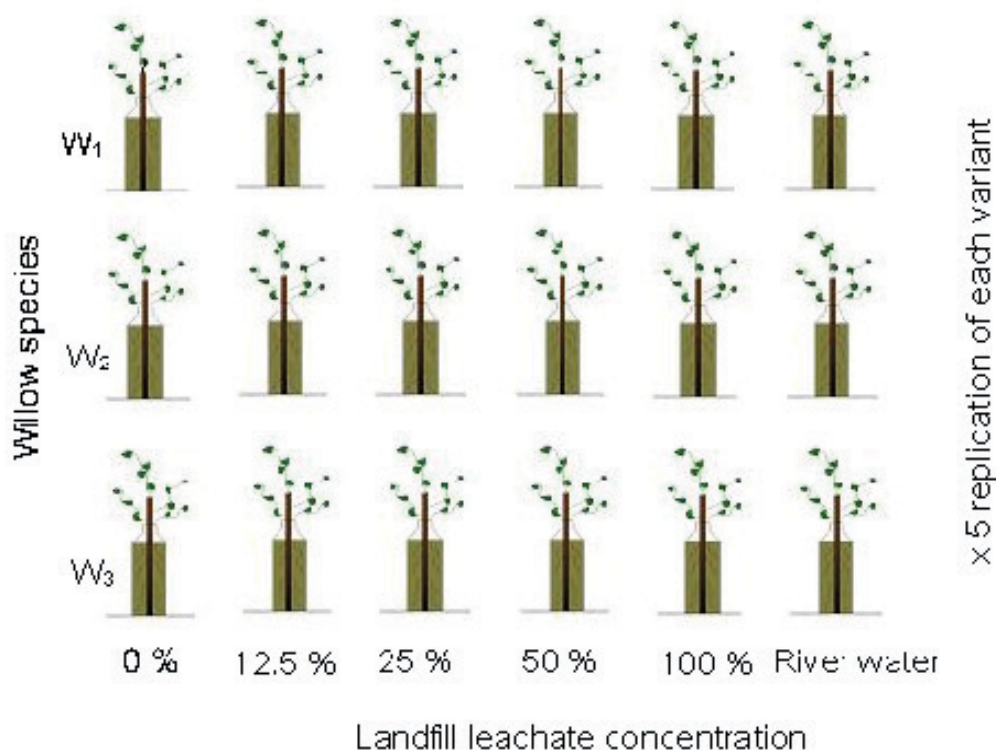 W₁
W₂
W₃
Willow species
x 5 replication of each variant
0 %
12.5 %
25 %
50 %
100 %
River water
Landfill leachate concentration